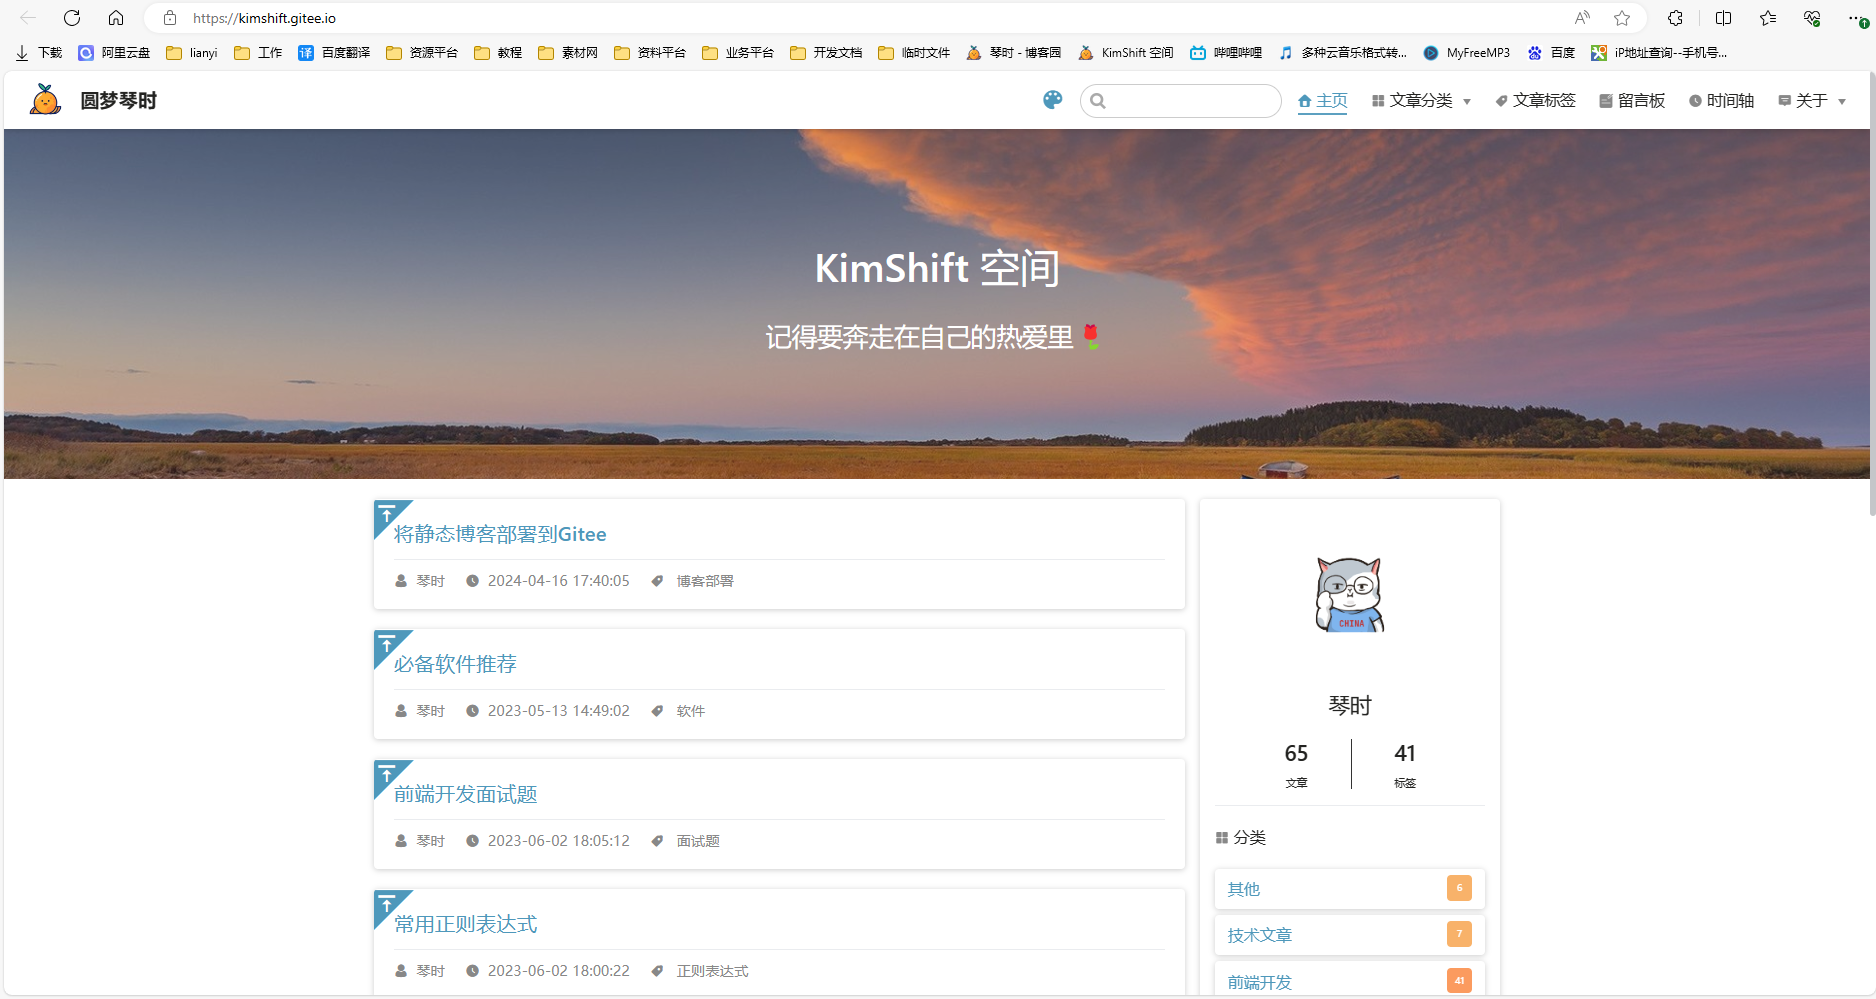 https://kimshift.gitee.io
下载 阿里云盘 lianyi 工作 百度翻译 资源平台 教程 素材网 资料平台 业务平台 开发文档 临时文件 琴时 - 博客园 KimShift 空间 哔哩哔哩 多种云音乐格式转... MyFreeMP3 百度 iP地址查询--手机号...
圆梦琴时 主页 文章分类 文章标签 留言板 时间轴 关于
KimShift 空间
记得要奔走在自己的热爱里🌹
将静态博客部署到Gitee
琴时 2024-04-16 17:40:05 博客部署
必备软件推荐
琴时 2023-05-13 14:49:02 软件
前端开发面试题
琴时 2023-06-02 18:05:12 面试题
常用正则表达式
琴时 2023-06-02 18:00:22 正则表达式
CHINA
琴时
65 41
文章 标签
分类
其他 6
技术文章 7
前端开发 41